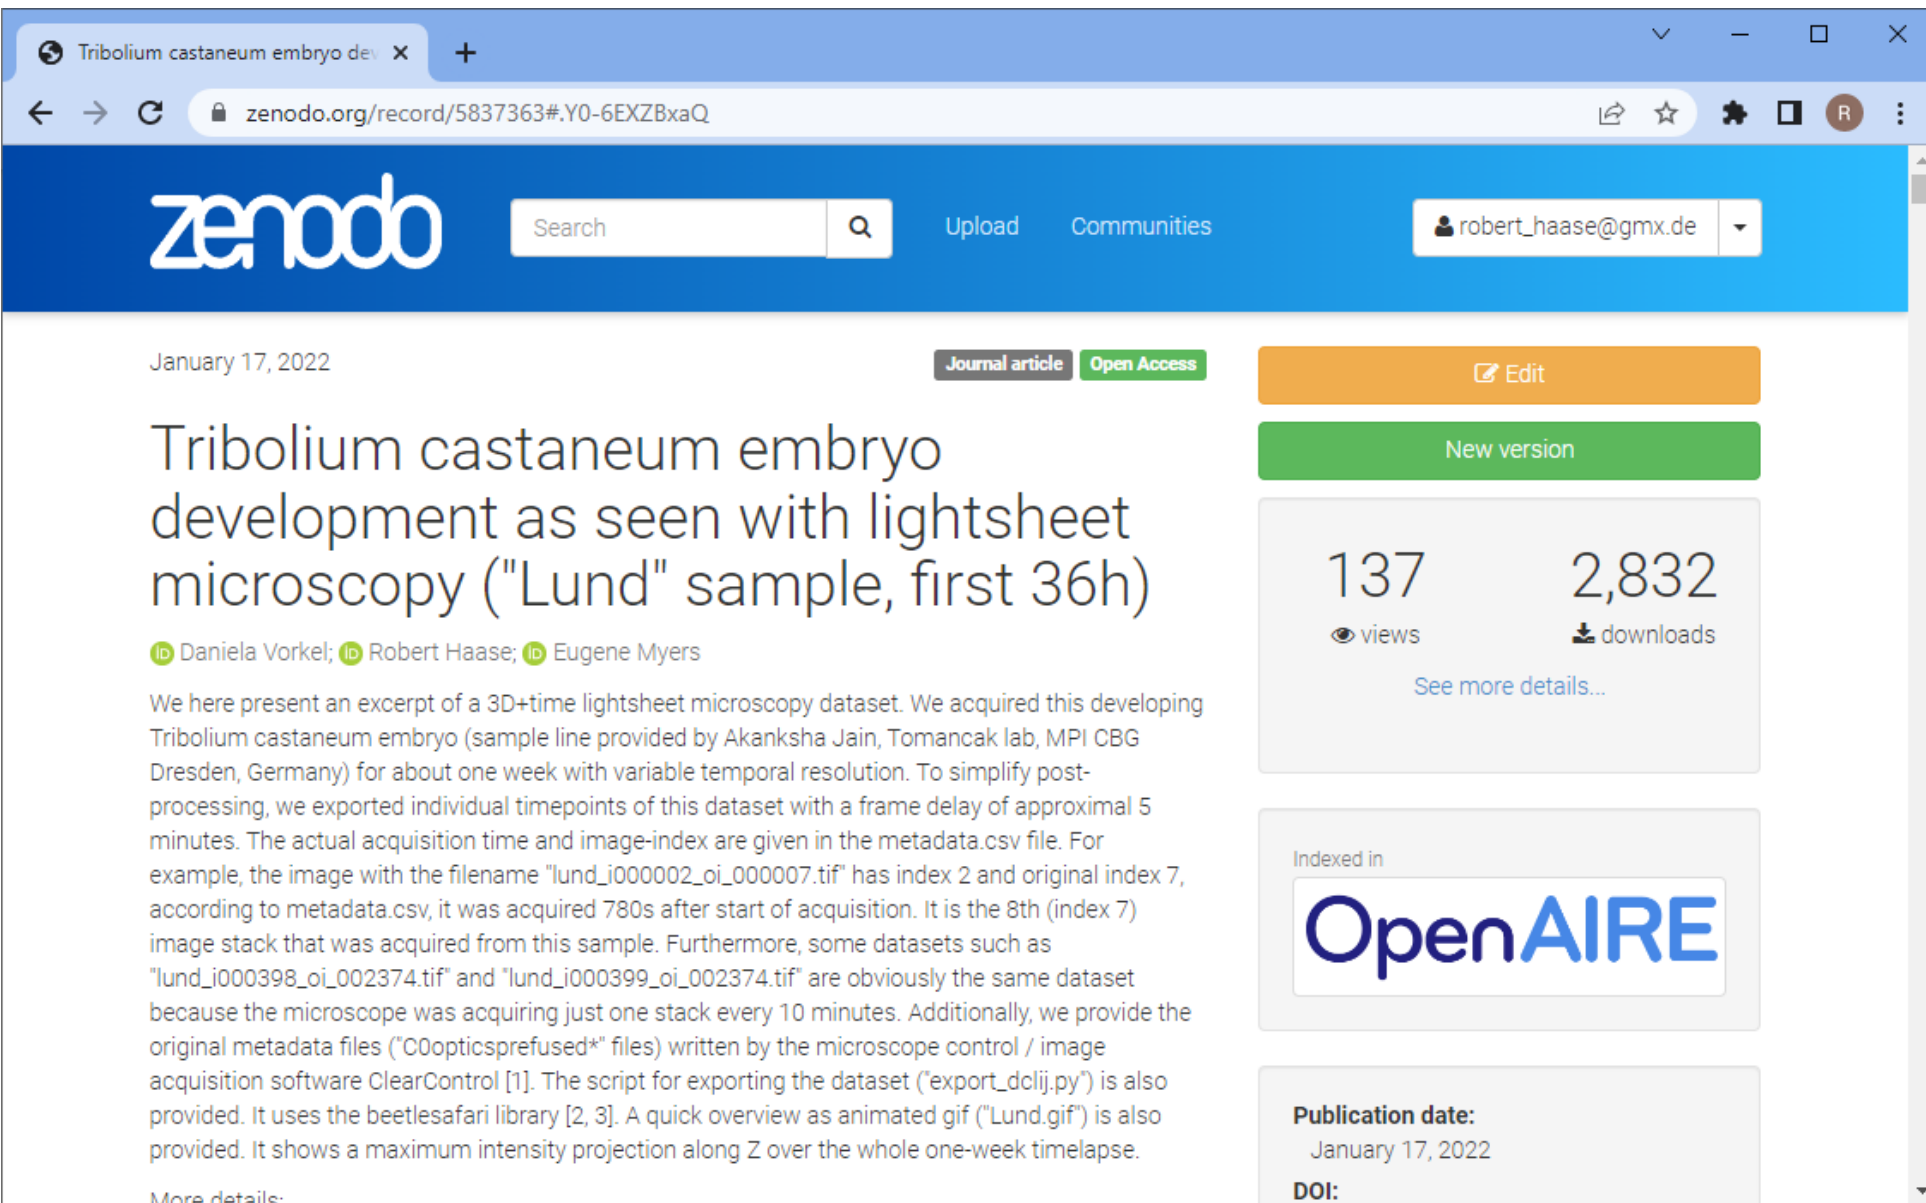 Tribolium castaneum embryo dev
zenodo.org/record/5837363#.Y0-6EXZBxaQ
R
zenodo
Search
Upload
Communities
robert_haase@gmx.de
January 17, 2022
Journal article
Open Access
Tribolium castaneum embryo
development as seen with lightsheet
microscopy ("Lund" sample, first 36h)
iD Daniela Vorkel; iD Robert Haase; iD Eugene Myers
We here present an excerpt of a 3D+time lightsheet microscopy dataset. We acquired this developing
Tribolium castaneum embryo (sample line provided by Akanksha Jain, Tomancak lab, MPI CBG
Dresden, Germany) for about one week with variable temporal resolution. To simplify post-
processing, we exported individual timepoints of this dataset with a frame delay of approximal 5
minutes. The actual acquisition time and image-index are given in the metadata.csv file. For
example, the image with the filename "lund_i000002_oi_000007.tif" has index 2 and original index 7,
according to metadata.csv, it was acquired 780s after start of acquisition. It is the 8th (index 7)
image stack that was acquired from this sample. Furthermore, some datasets such as
"lund_i000398_oi_002374.tif" and "lund_i000399_oi_002374.tif" are obviously the same dataset
because the microscope was acquiring just one stack every 10 minutes. Additionally, we provide the
original metadata files ("C0opticsprefused*" files) written by the microscope control / image
acquisition software ClearControl [1]. The script for exporting the dataset ("export_dclij.py") is also
provided. It uses the beetlesafari library [2, 3]. A quick overview as animated gif ("Lund.gif") is also
provided. It shows a maximum intensity projection along Z over the whole one-week timelapse.
More details:
Edit
New version
137
views
2,832
downloads
See more details...
Indexed in
OpenAIRE
Publication date:
January 17, 2022
DOI: